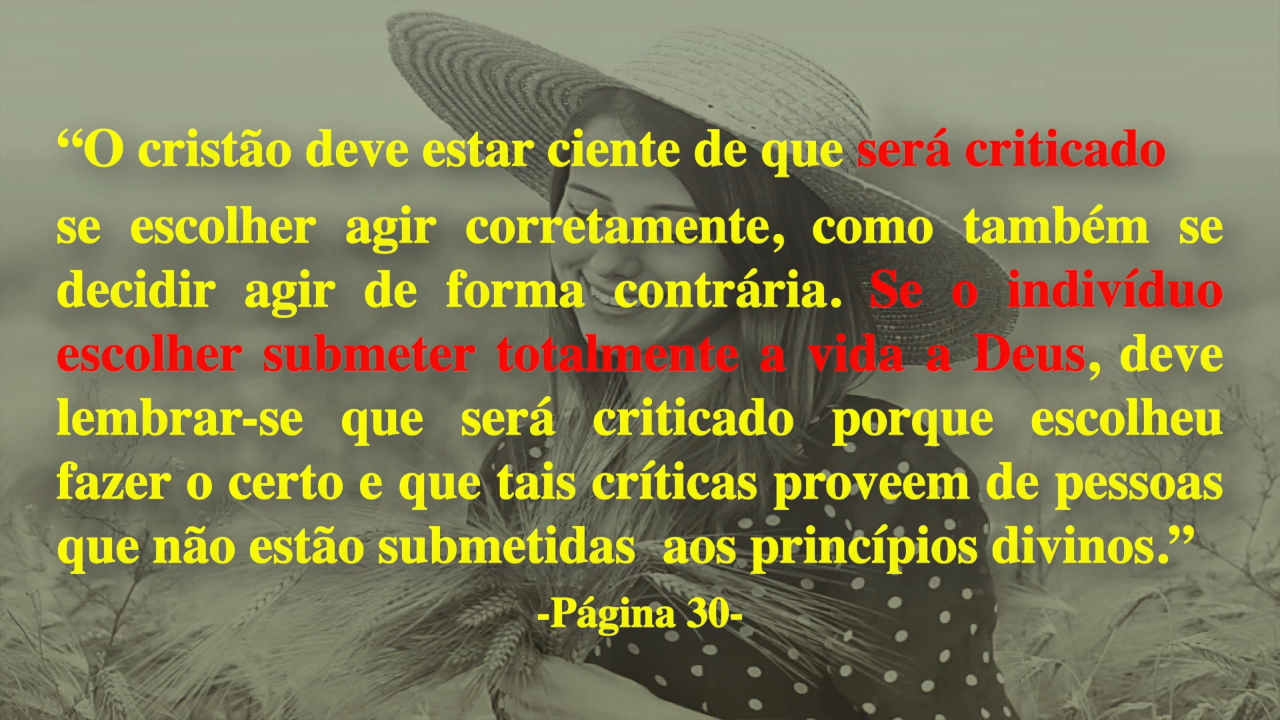 “O cristão deve estar ciente de que será criticado
se escolher agir corretamente, como também se
decidir agir de forma contrária. Se o indivíduo
escolher submeter totalmente a vida a Deus, deve
lembrar-se que será criticado porque escolheu
fazer o certo e que tais críticas proveem de pessoas
que não estão submetidas  aos princípios divinos.”
-Página 30-